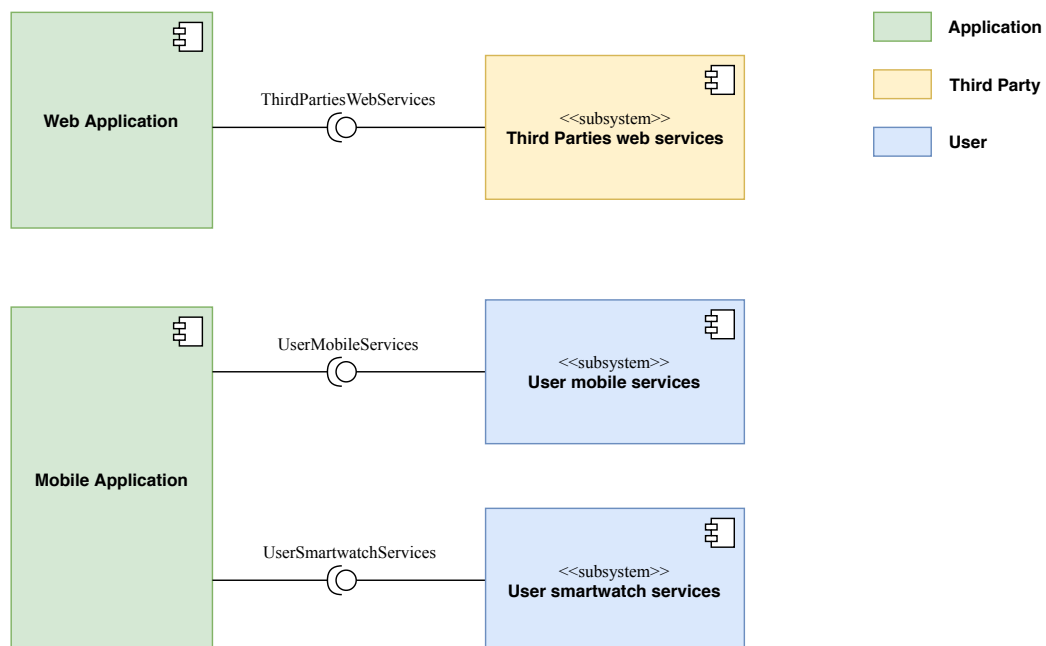 Web Application
ThirdPartiesWebServices
<<subsystem>>
Third Parties web services
Application
Third Party
User
Mobile Application
UserMobileServices
<<subsystem>>
User mobile services
UserSmartwatchServices
<<subsystem>>
User smartwatch services